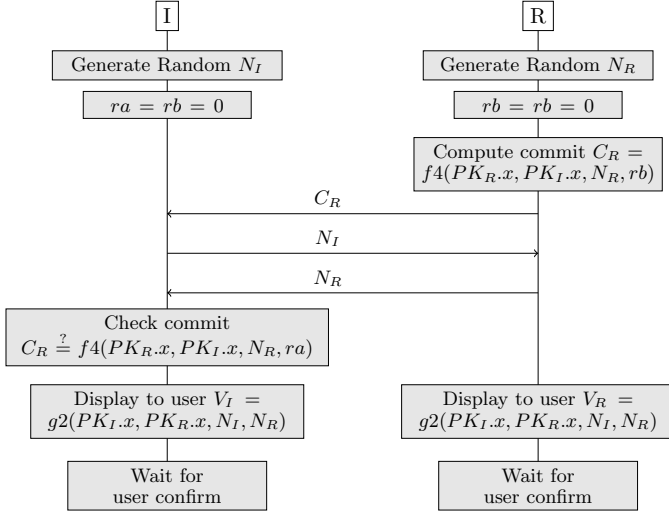 I R
Generate Random N_I Generate Random N_R
ra = rb = 0 rb = rb = 0
Compute commit C_R =
f4(PK_R.x, PK_I.x, N_R, rb)
C_R
N_I
N_R
Check commit
C_R ≟ f4(PK_R.x, PK_I.x, N_R, ra)
Display to user V_I = Display to user V_R =
g2(PK_I.x, PK_R.x, N_I, N_R) g2(PK_I.x, PK_R.x, N_I, N_R)
Wait for Wait for
user confirm user confirm